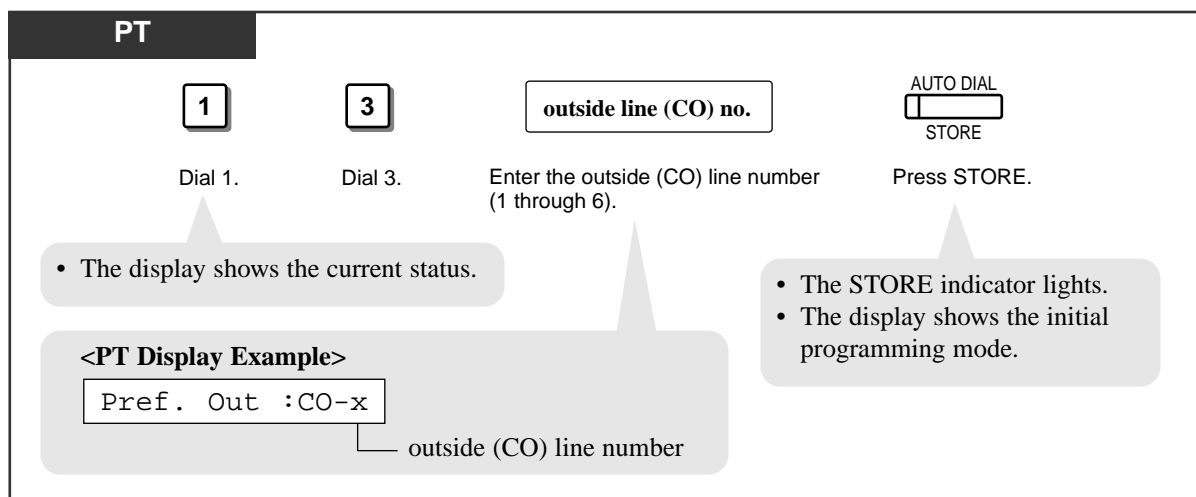 PT
1
3
outside line (CO) no.
AUTO DIAL
STORE
Dial 1.
Dial 3.
Enter the outside (CO) line number
(1 through 6).
Press STORE.
• The display shows the current status.
• The STORE indicator lights.
• The display shows the initial
programming mode.
<PT Display Example>
Pref. Out :CO-x
outside (CO) line number